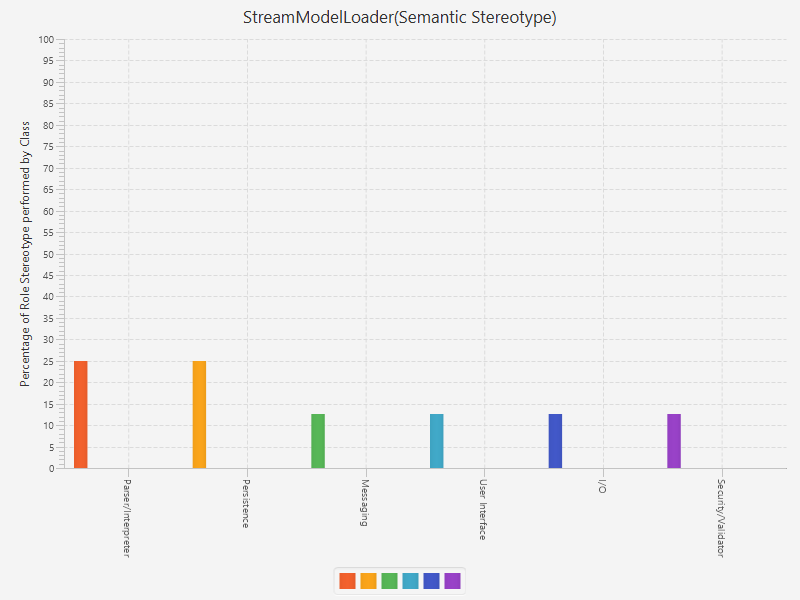 StreamModelLoader(Semantic Stereotype)
Percentage of Role Stereotype performed by Class
100
95
90
85
80
75
70
65
60
55
50
45
40
35
30
25
20
15
10
5
0
Parser/Interpreter
Persistence
Messaging
User Interface
I/O
Security/Validator